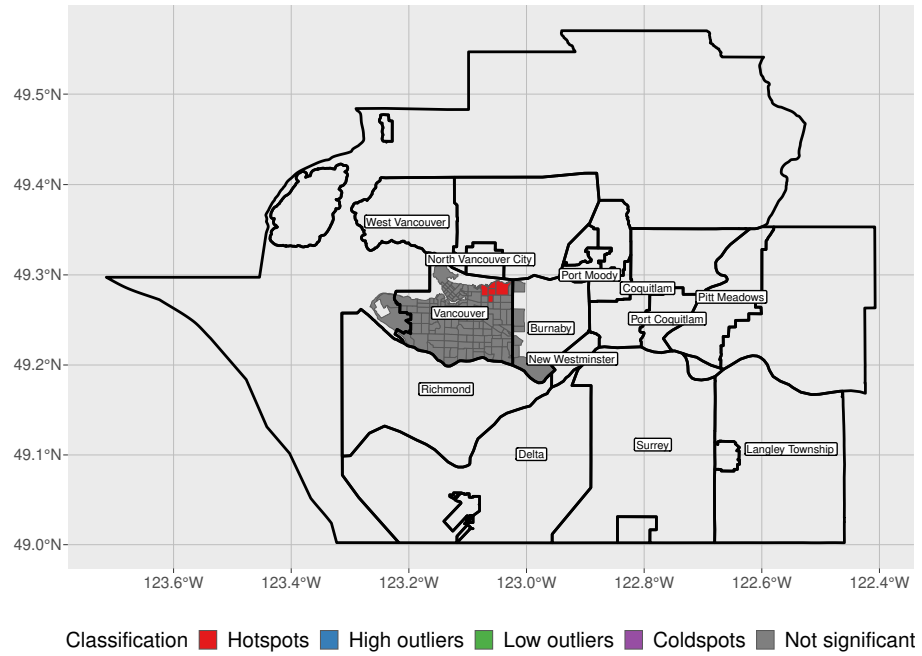 49.5°N
49.4°N
49.3°N
49.2°N
49.1°N
49.0°N
West Vancouver
North Vancouver City
Port Moody
Coquitlam
Pitt Meadows
Vancouver
Port Coquitlam
Burnaby
New Westminster
Richmond
Surrey
Langley Township
Delta
123.6°W 123.4°W 123.2°W 123.0°W 122.8°W 122.6°W 122.4°W
Classification Hotspots High outliers Low outliers Coldspots Not significant